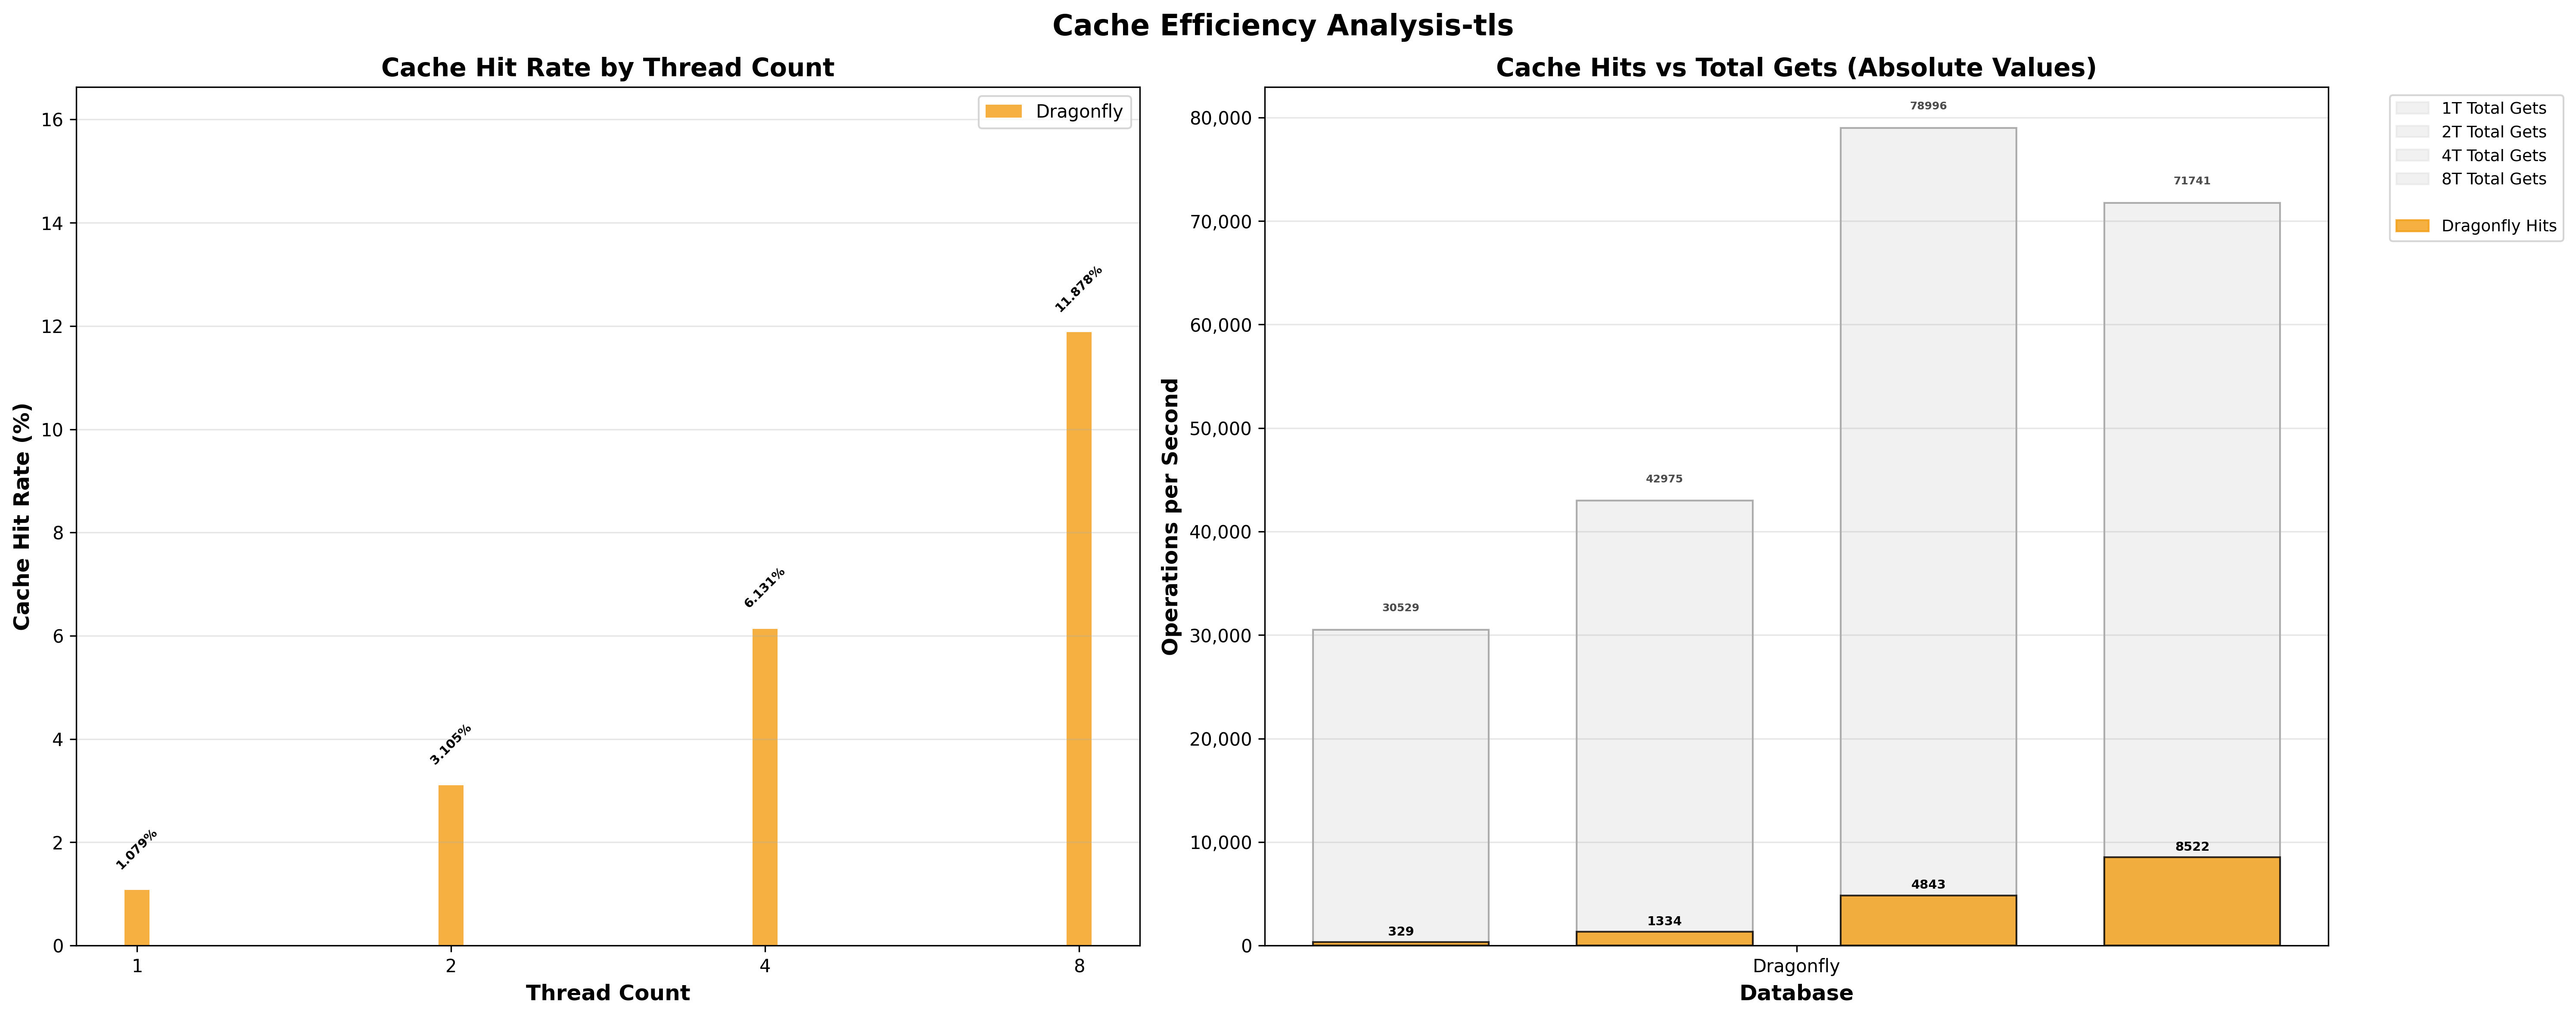 Cache Efficiency Analysis-tls
Cache Hit Rate by Thread Count
Cache Hit Rate (%)
16
14
12
10
8
6
4
2
0
Dragonfly
1.079%
3.105%
6.131%
11.878%
1
2
4
8
Thread Count
Cache Hits vs Total Gets (Absolute Values)
Operations per Second
80,000
70,000
60,000
50,000
40,000
30,000
20,000
10,000
0
30529
42975
78996
71741
329
1334
4843
8522
Dragonfly
Database
1T Total Gets
2T Total Gets
4T Total Gets
8T Total Gets
Dragonfly Hits